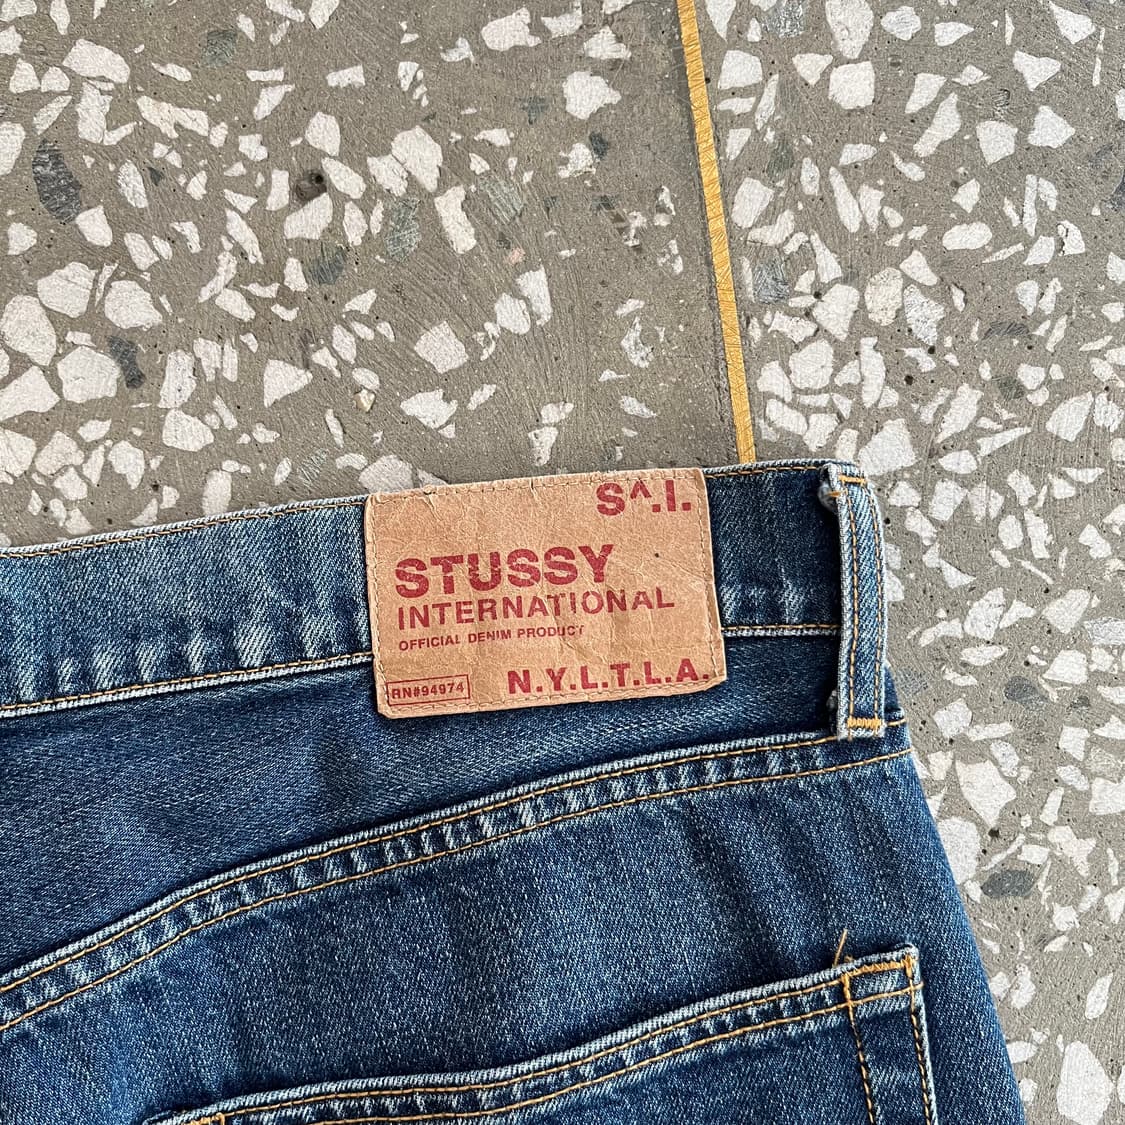 S^.I.
STUSSY
INTERNATIONAL
OFFICIAL DENIM PRODUCT
RN#94974
N.Y.L.T.L.A.